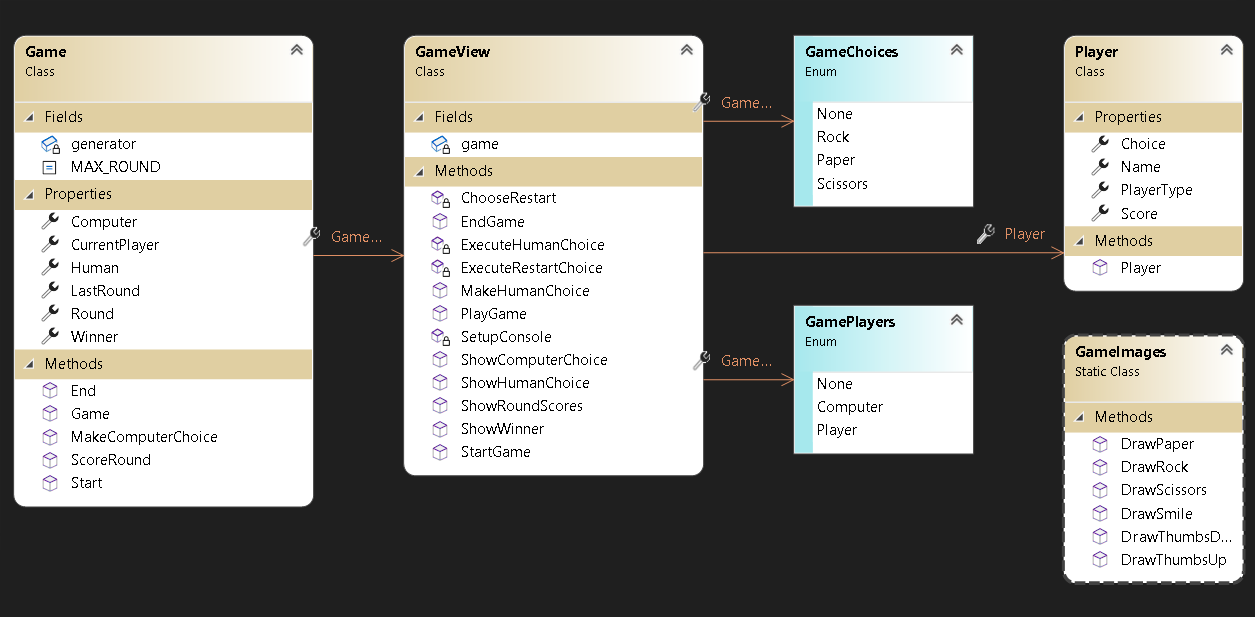 Game
Class
Fields
generator
MAX_ROUND
Properties
Computer
CurrentPlayer
Human
LastRound
Round
Winner
Methods
End
Game
MakeComputerChoice
ScoreRound
Start
Game...
GameView
Class
Fields
game
Methods
ChooseRestart
EndGame
ExecuteHumanChoice
ExecuteRestartChoice
MakeHumanChoice
PlayGame
SetupConsole
ShowComputerChoice
ShowHumanChoice
ShowRoundScores
ShowWinner
StartGame
Game...
GameChoices
Enum
None
Rock
Paper
Scissors
Player
Game...
GamePlayers
Enum
None
Computer
Player
Player
Class
Properties
Choice
Name
PlayerType
Score
Methods
Player
GameImages
Static Class
Methods
DrawPaper
DrawRock
DrawScissors
DrawSmile
DrawThumbsD...
DrawThumbsUp